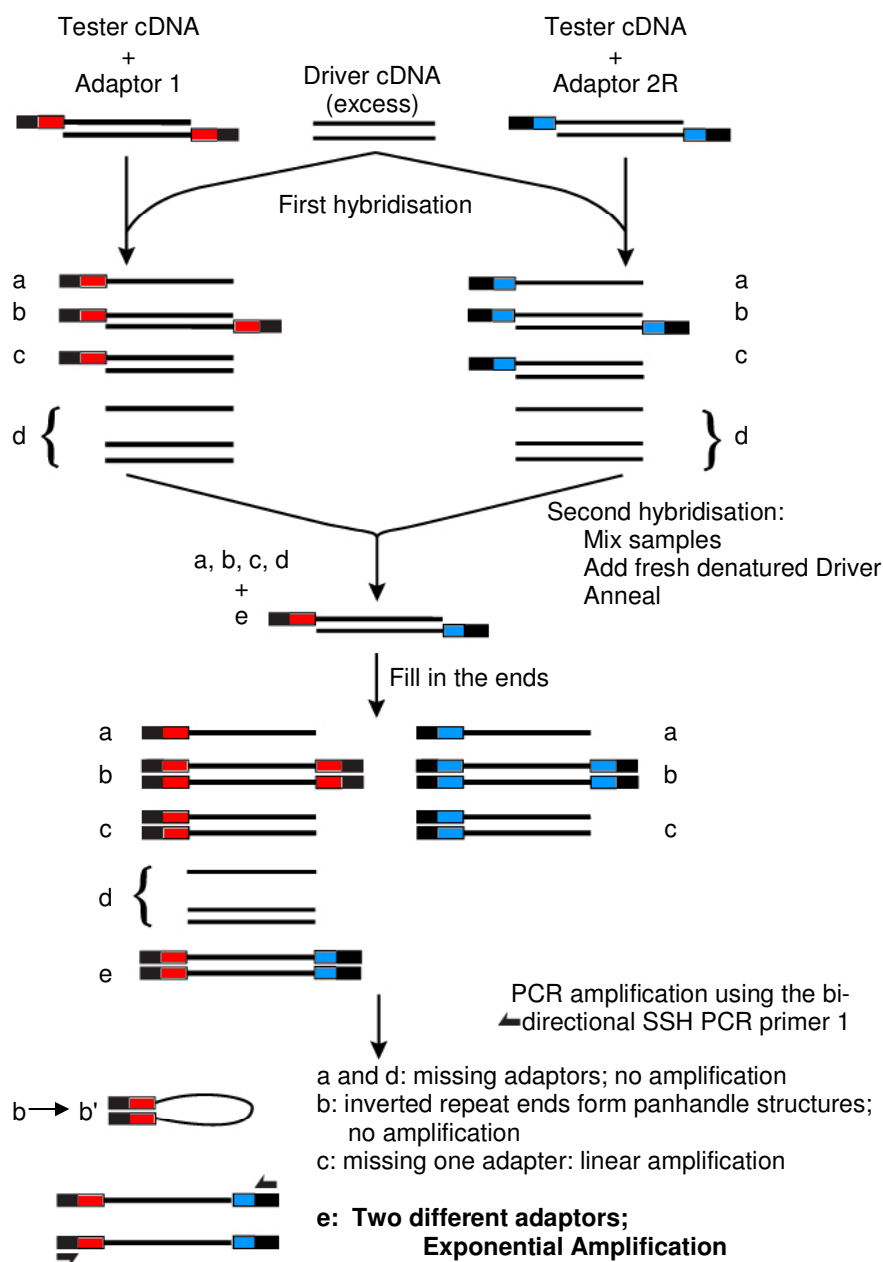 Tester cDNA
+
Adaptor 1
Driver cDNA
(excess)
Tester cDNA
+
Adaptor 2R
First hybridisation
a
b
c
d {
a
b
c
} d
Second hybridisation:
Mix samples
Add fresh denatured Driver
Anneal
a, b, c, d
+
e
Fill in the ends
a
b
c
d {
e
a
b
c
PCR amplification using the bi-
directional SSH PCR primer 1
b b'
a and d: missing adaptors; no amplification
b: inverted repeat ends form panhandle structures;
no amplification
c: missing one adapter: linear amplification
e: Two different adaptors;
Exponential Amplification